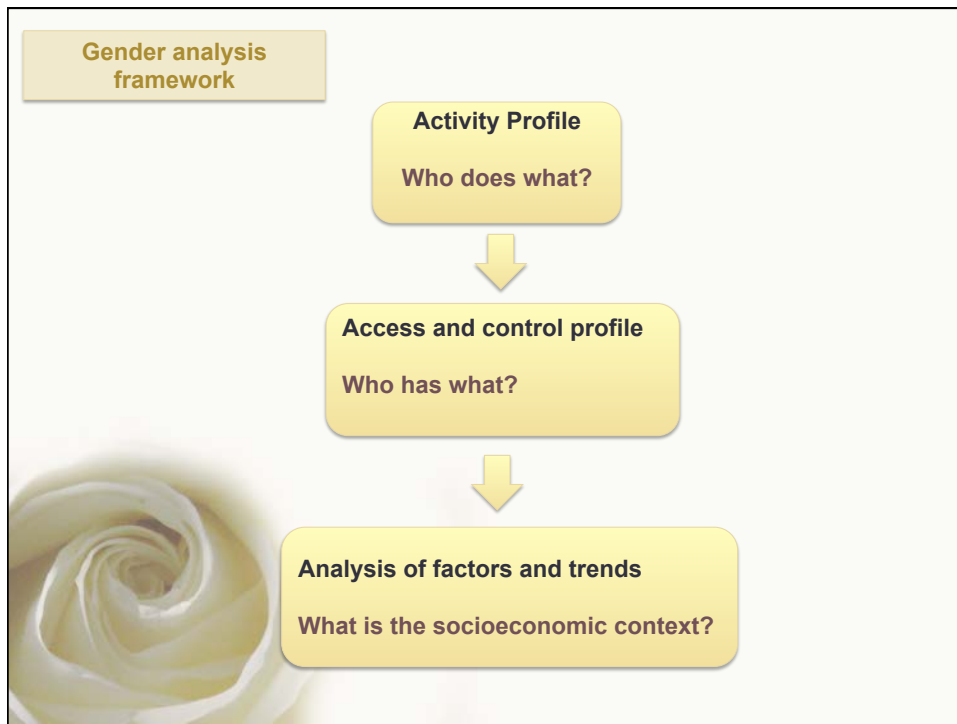 Gender analysis
framework
Activity Profile
Who does what?
Access and control profile
Who has what?
Analysis of factors and trends
What is the socioeconomic context?